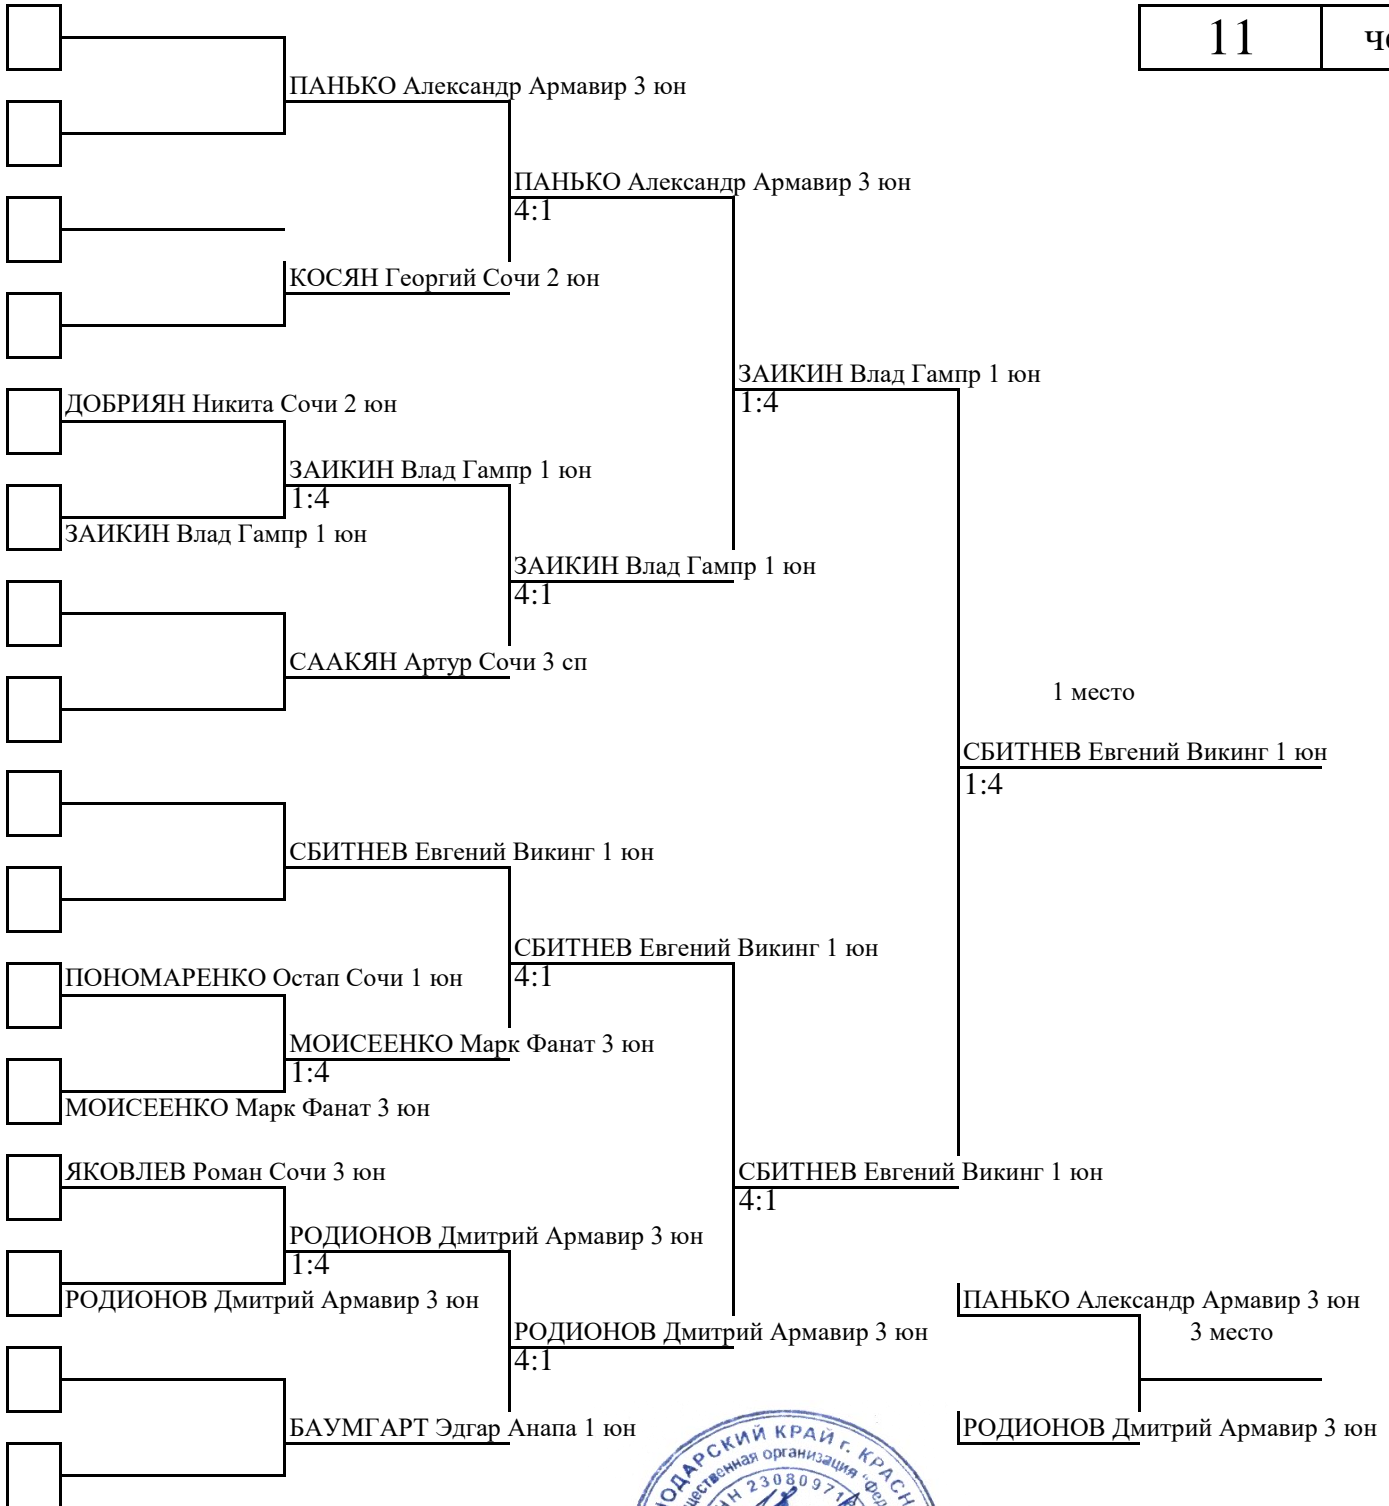 11
ПАНЬКО Александр Армавир 3 юн
ПАНЬКО Александр Армавир 3 юн
4:1
КОСЯН Георгий Сочи 2 юн
ЗАИКИН Влад Гампр 1 юн
1:4
ДОБРИЯН Никита Сочи 2 юн
ЗАИКИН Влад Гампр 1 юн
1:4
ЗАИКИН Влад Гампр 1 юн
ЗАИКИН Влад Гампр 1 юн
4:1
СААКЯН Артур Сочи 3 сп
1 место
СБИТНЕВ Евгений Викинг 1 юн
1:4
СБИТНЕВ Евгений Викинг 1 юн
СБИТНЕВ Евгений Викинг 1 юн
4:1
ПОНОМАРЕНКО Остап Сочи 1 юн
МОИСЕЕНКО Марк Фанат 3 юн
1:4
МОИСЕЕНКО Марк Фанат 3 юн
ЯКОВЛЕВ Роман Сочи 3 юн
СБИТНЕВ Евгений Викинг 1 юн
4:1
РОДИОНОВ Дмитрий Армавир 3 юн
1:4
РОДИОНОВ Дмитрий Армавир 3 юн
ПАНЬКО Александр Армавир 3 юн
РОДИОНОВ Дмитрий Армавир 3 юн
3 место
4:1
БАУМГАРТ Эдгар Анапа 1 юн
РОДИОНОВ Дмитрий Армавир 3 юн
КРАЙ г.
организация